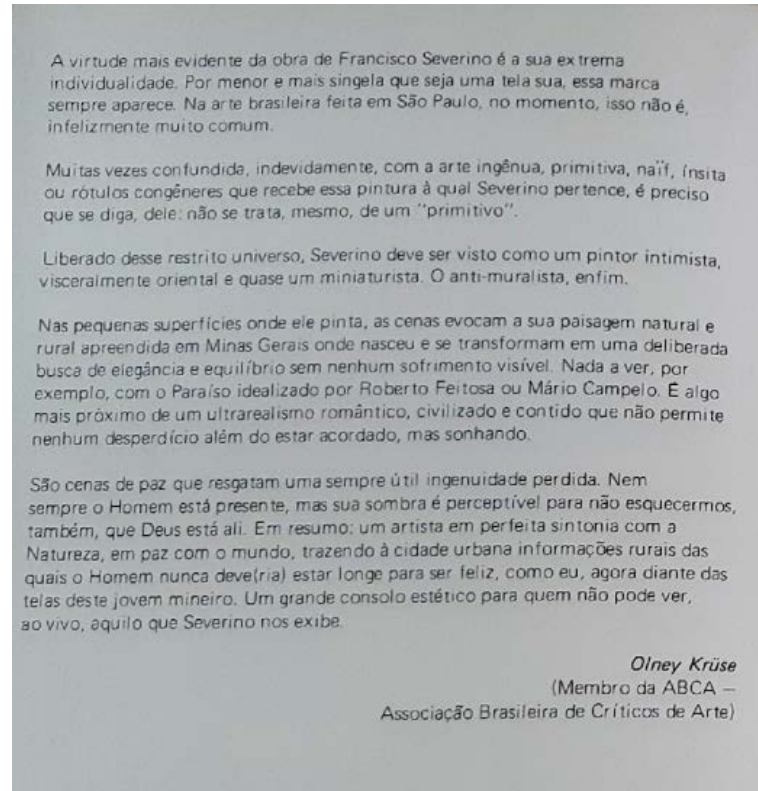 A virtude mais evidente da obra de Francisco Severino é a sua extrema
individualidade. Por menor e mais singela que seja uma tela sua, essa marca
sempre aparece. Na arte brasileira feita em São Paulo, no momento, isso não é,
infelizmente muito comum.
Muitas vezes confundida, indevidamente, com a arte ingênua, primitiva, naïf, ínsita
ou rótulos congêneres que recebe essa pintura à qual Severino pertence, é preciso
que se diga, dele: não se trata, mesmo, de um "primitivo".
Liberado desse restrito universo, Severino deve ser visto como um pintor intimista,
visceralmente oriental e quase um miniaturista. O anti-muralista, enfim.
Nas pequenas superfícies onde ele pinta, as cenas evocam a sua paisagem natural e
rural apreendida em Minas Gerais onde nasceu e se transformam em uma deliberada
busca de elegância e equilíbrio sem nenhum sofrimento visível. Nada a ver, por
exemplo, com o Paraíso idealizado por Roberto Feitosa ou Mário Campelo. É algo
mais próximo de um ultrarealismo romântico, civilizado e contido que não permite
nenhum desperdício além do estar acordado, mas sonhando.
São cenas de paz que resgatam uma sempre útil ingenuidade perdida. Nem
sempre o Homem está presente, mas sua sombra é perceptível para não esquecermos,
também, que Deus está ali. Em resumo: um artista em perfeita sintonia com a
Natureza, em paz com o mundo, trazendo à cidade urbana informações rurais das
quais o Homem nunca deve(ria) estar longe para ser feliz, como eu, agora diante das
telas deste jovem mineiro. Um grande consolo estético para quem não pode ver,
ao vivo, aquilo que Severino nos exibe.
Olney Krüse
(Membro da ABCA —
Associação Brasileira de Críticos de Arte)